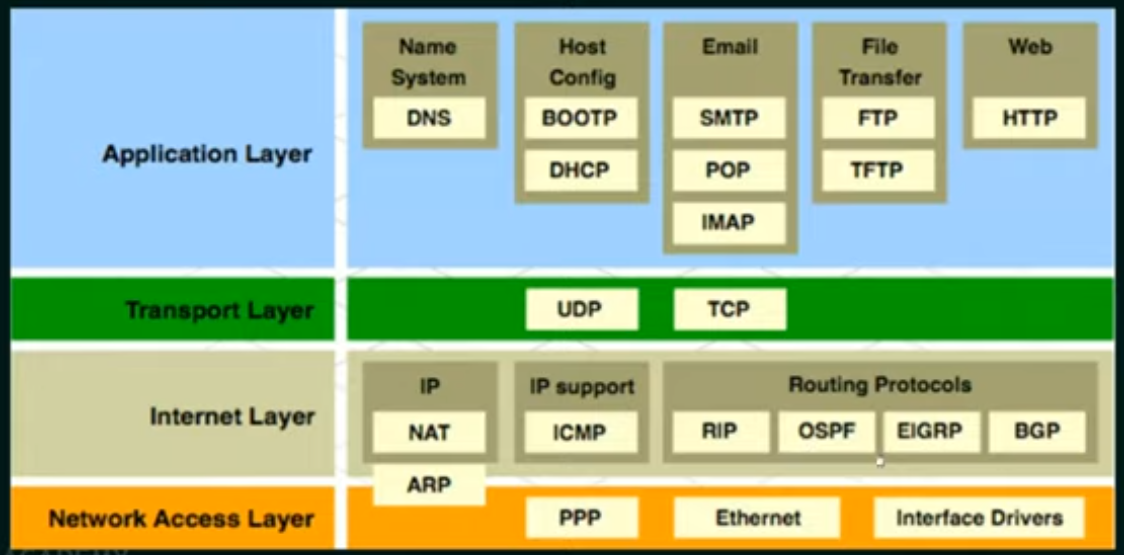 Name
System
DNS
Host
Config
BOOTP
DHCP
Email
SMTP
POP
IMAP
File
Transfer
FTP
TFTP
Web
HTTP
Application Layer
Transport Layer
UDP
TCP
Internet Layer
IP
NAT
ARP
IP support
ICMP
Routing Protocols
RIP
OSPF
EIGRP
BGP
Network Access Layer
PPP
Ethernet
Interface Drivers